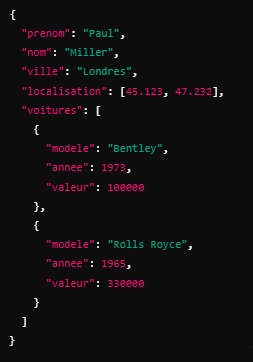 {
  "prenom": "Paul",
  "nom": "Miller",
  "ville": "Londres",
  "localisation": [45.123, 47.232],
  "voitures": [
    {
      "modele": "Bentley",
      "annee": 1973,
      "valeur": 100000
    },
    {
      "modele": "Rolls Royce",
      "annee": 1965,
      "valeur": 330000
    }
  ]
}